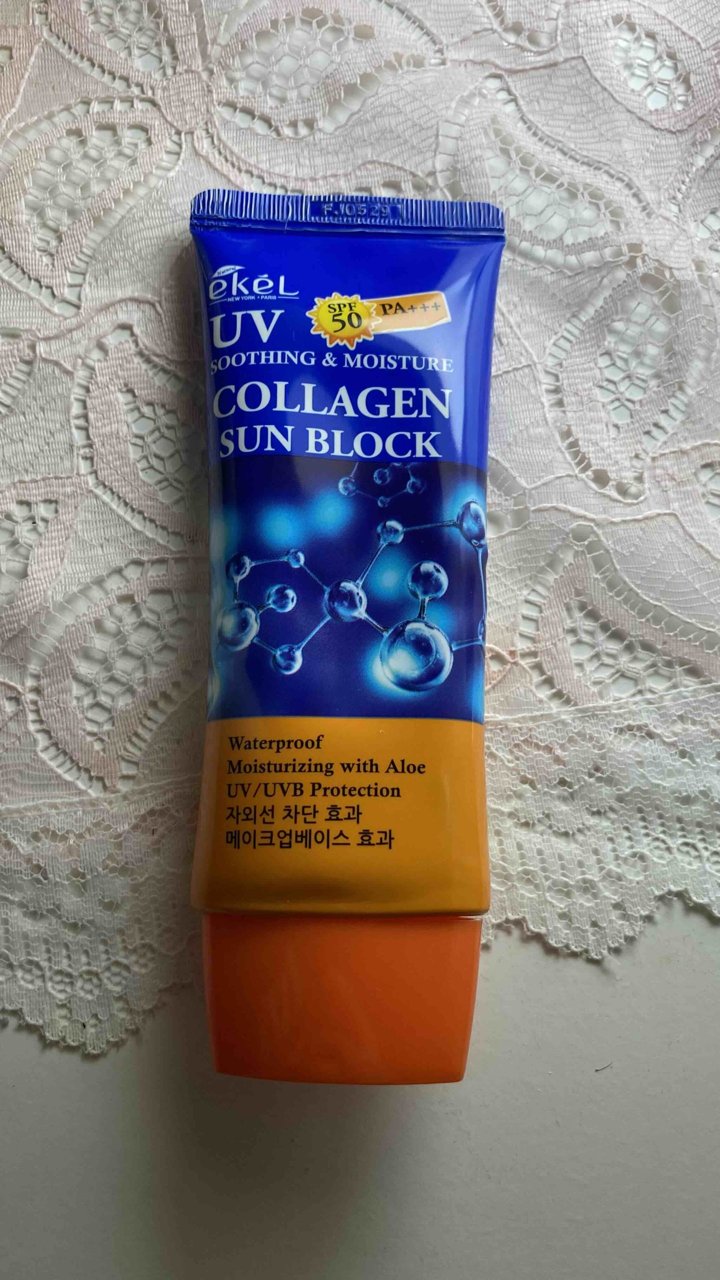 F.10529
ekeL
NEW YORK • PARIS
SPF
50
PA+++
UV
SOOTHING & MOISTURE
COLLAGEN
SUN BLOCK
Waterproof
Moisturizing with Aloe
UV/UVB Protection
자외선 차단 효과
메이크업베이스 효과